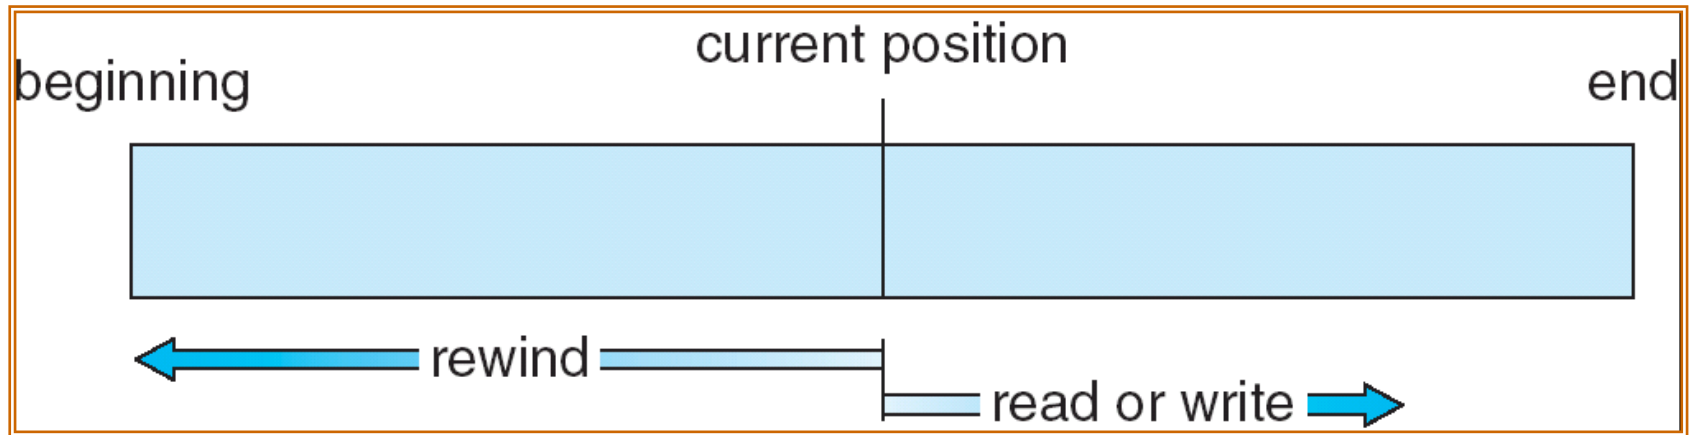 current position
beginning
end
rewind
read or write